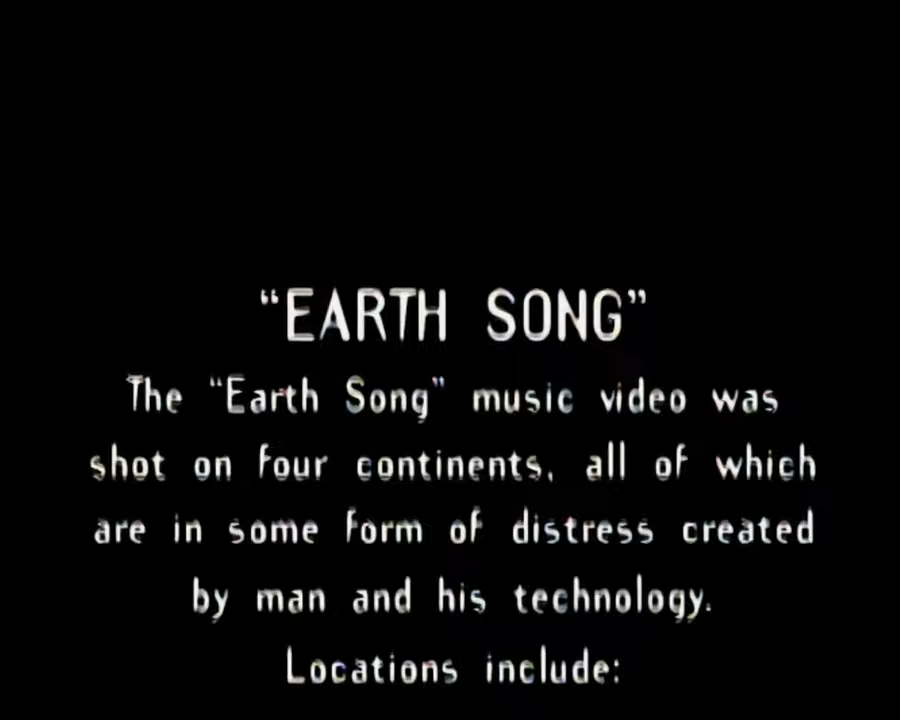 “EARTH SONG”
The “Earth Song” music video was
shot on four continents, all of which
are in some form of distress created
by man and his technology.
Locations include: